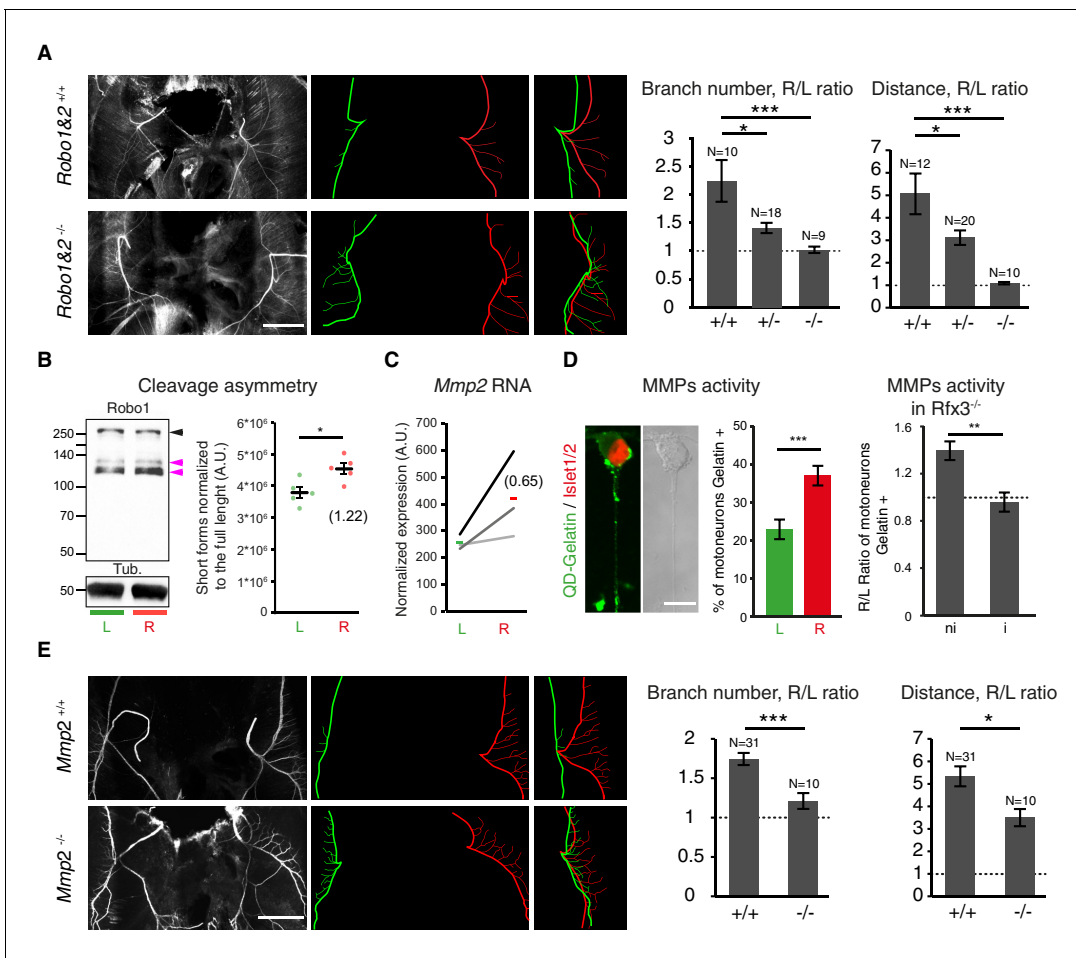 A
Robo1&2 +/+
Robo1&2 -/-
Branch number, R/L ratio
***
*
3
2.5
2
1.5
1
0.5
0
N=10
N=18
N=9
+/+ +/- -/-
Distance, R/L ratio
***
*
7
6
5
4
3
2
1
0
N=12
N=20
N=10
+/+ +/- -/-
B
Cleavage asymmetry
Robo1
250
140
100
70
50
Tub.
50
L R
Short forms normalized
to the full lenght (A.U.)
6*10⁶
5*10⁶
4*10⁶
3*10⁶
2*10⁶
1*10⁶
0
*
(1.22)
L R
C
Mmp2 RNA
Normalized expression (A.U.)
700
600
500
400
300
200
100
0
(0.65)
L R
D
MMPs activity
QD-Gelatin / Islet1/2
% of motoneurons Gelatin +
50
40
30
20
10
0
***
L R
MMPs activity
in Rfx3-/-
R/L Ratio of motoneurons
Gelatin +
1.6
1.2
1
0.8
0.4
0
**
ni i
E
Mmp2 +/+
Mmp2 -/-
Branch number, R/L ratio
***
2
1.5
1
0.5
0
N=31
N=10
+/+ -/-
Distance, R/L ratio
*
7
6
5
4
3
2
1
0
N=31
N=10
+/+ -/-